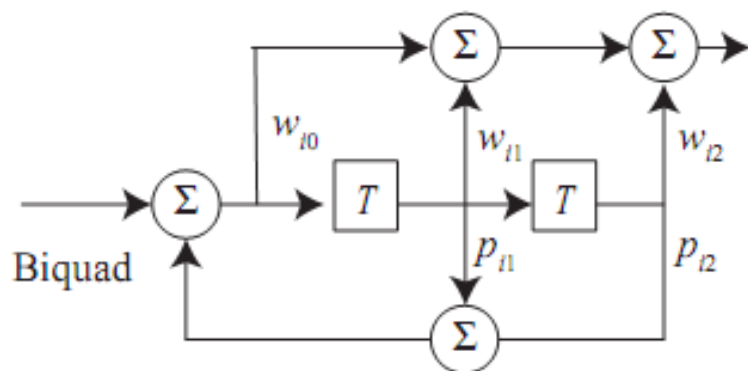 Σ Σ
w_{i0} w_{i1} w_{i2}
Σ T T
Biquad p_{i1} p_{i2}
Σ